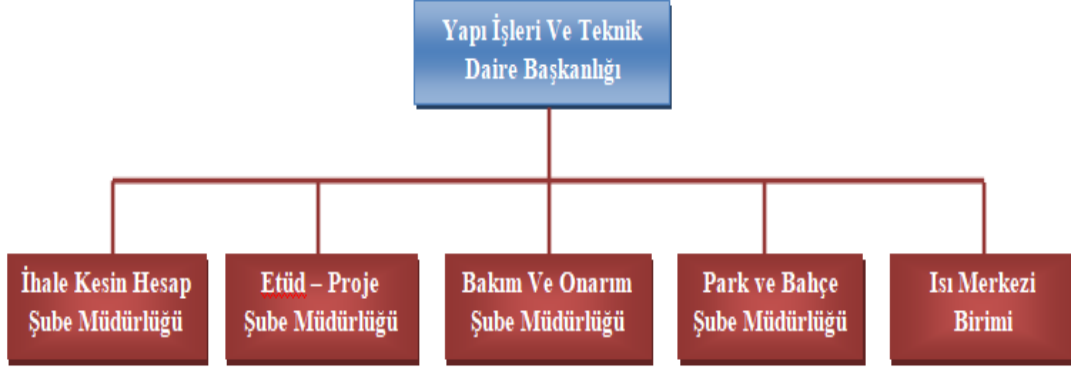 Yapı İşleri Ve Teknik
Daire Başkanlığı
İhale Kesin Hesap
Şube Müdürlüğü
Etüd – Proje
Şube Müdürlüğü
Bakım Ve Onarım
Şube Müdürlüğü
Park ve Bahçe
Şube Müdürlüğü
Isı Merkezi
Birimi